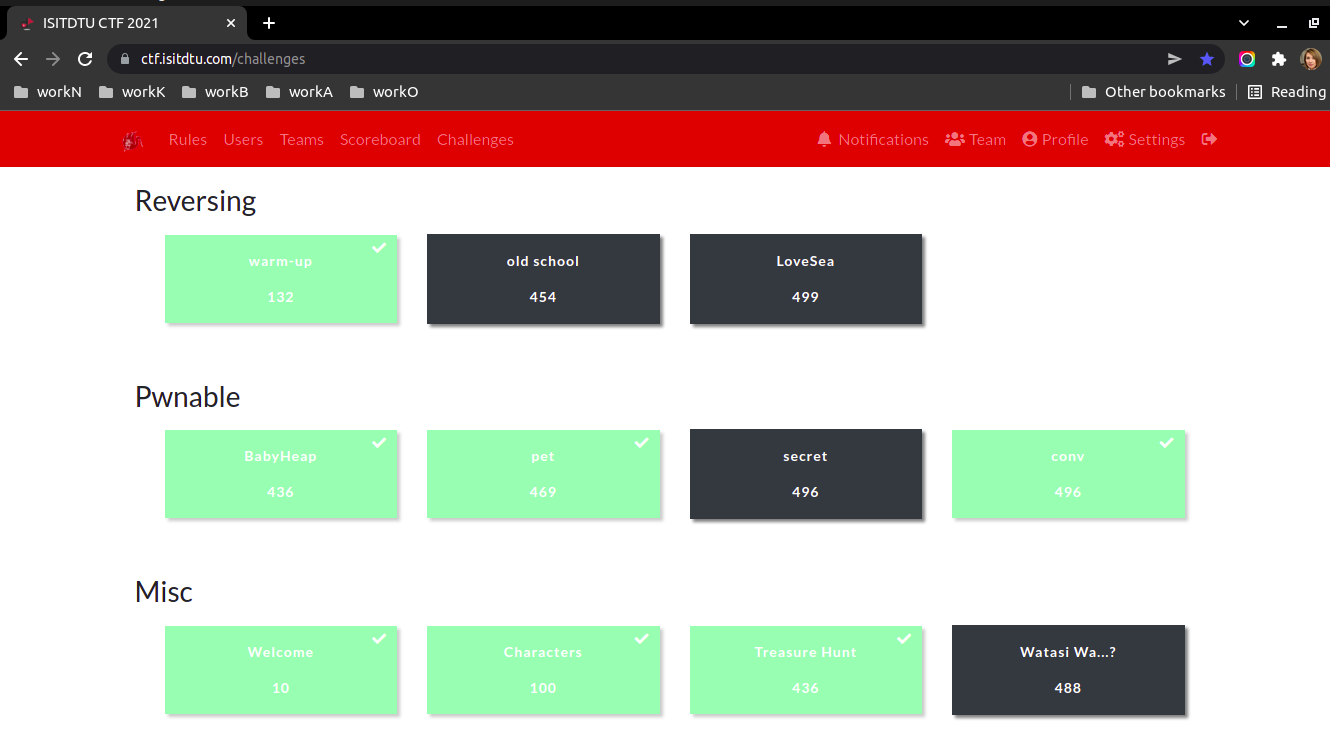 ISITDTU CTF 2021
ctf.isitdtu.com/challenges
workN workK workB workA workO Other bookmarks Reading
Rules Users Teams Scoreboard Challenges Notifications Team Profile Settings
Reversing
warm-up old school LoveSea
132 454 499
Pwnable
BabyHeap pet secret conv
436 469 496 496
Misc
Welcome Characters Treasure Hunt Watasi Wa...?
10 100 436 488